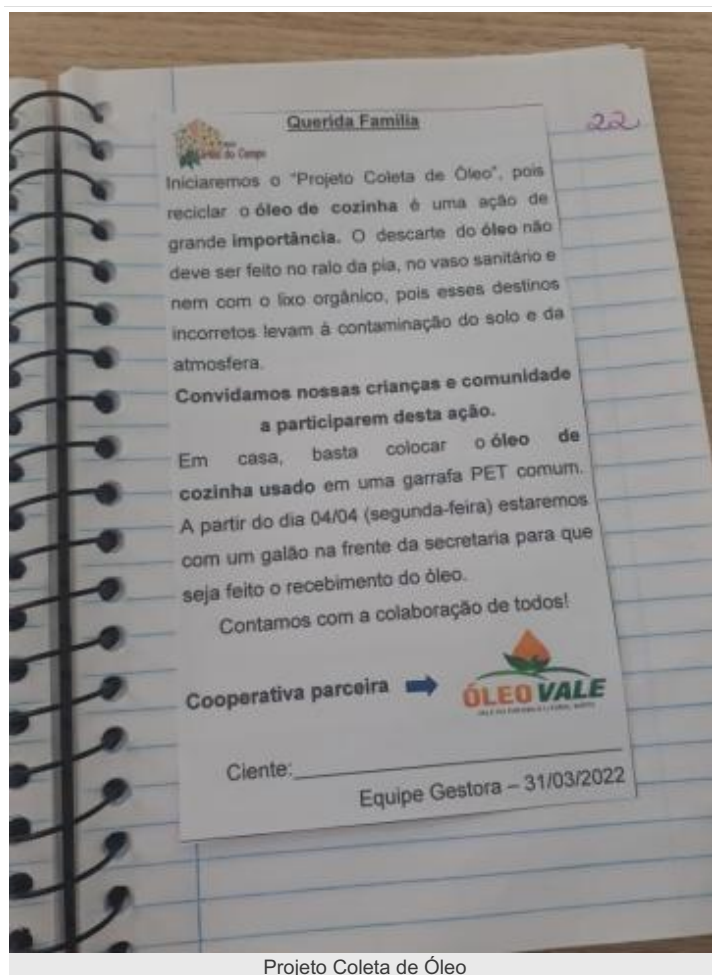 Querida Família
22
do Campo
Iniciaremos o "Projeto Coleta de Óleo", pois
reciclar o óleo de cozinha é uma ação de
grande importância. O descarte do óleo não
deve ser feito no ralo da pia, no vaso sanitário e
nem com o lixo orgânico, pois esses destinos
incorretos levam à contaminação do solo e da
atmosfera.
Convidamos nossas crianças e comunidade
a participarem desta ação.
Em casa, basta colocar o óleo de
cozinha usado em uma garrafa PET comum.
A partir do dia 04/04 (segunda-feira) estaremos
com um galão na frente da secretaria para que
seja feito o recebimento do óleo.
Contamos com a colaboração de todos!
Cooperativa parceira
ÓLEO VALE
Ciente:
Equipe Gestora – 31/03/2022
Projeto Coleta de Óleo